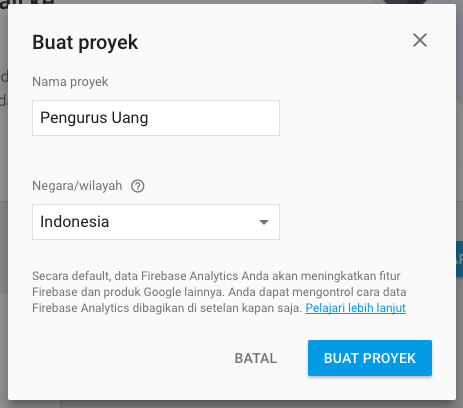 Buat proyek
Nama proyek
Pengurus Uang
Negara/wilayah
Indonesia
Secara default, data Firebase Analytics Anda akan meningkatkan fitur
Firebase dan produk Google lainnya. Anda dapat mengontrol cara data
Firebase Analytics dibagikan di setelan kapan saja. Pelajari lebih lanjut
BATAL
BUAT PROYEK